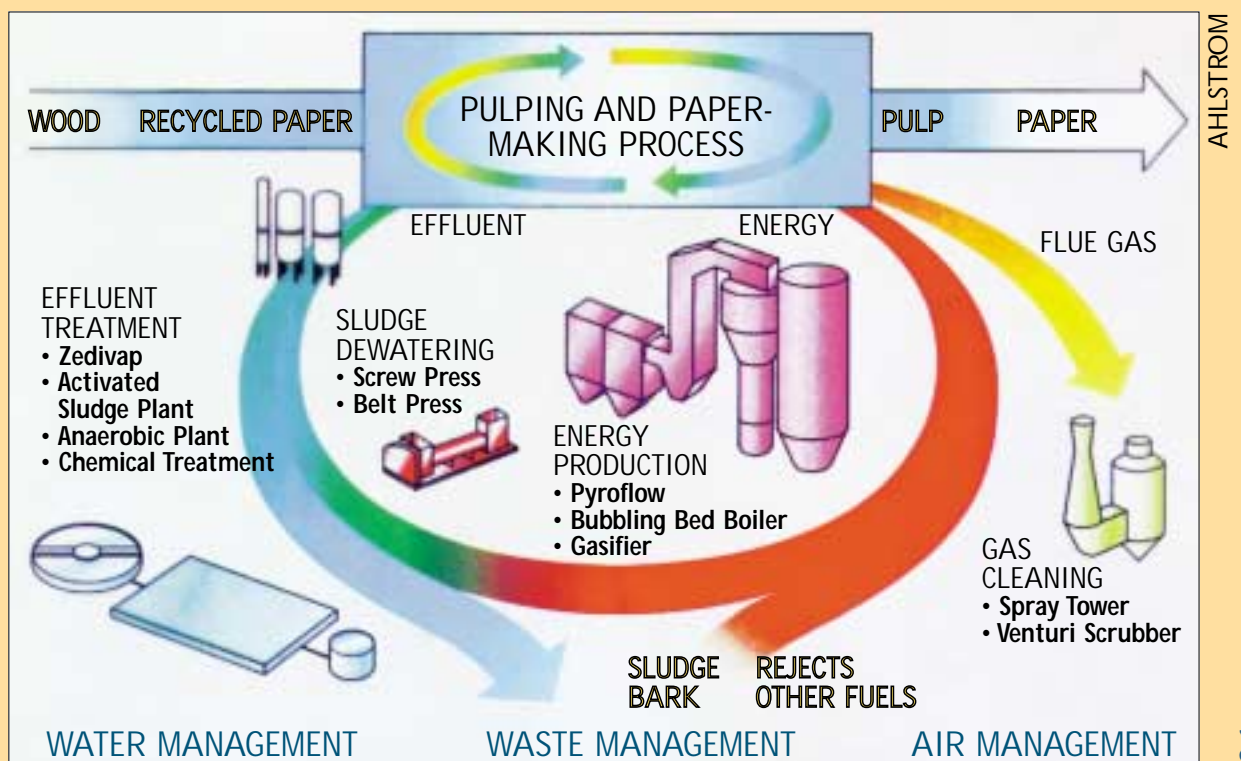 AHLSTROM
WOOD RECYCLED PAPER
PULPING AND PAPER-
MAKING PROCESS
PULP PAPER
EFFLUENT
ENERGY
FLUE GAS
EFFLUENT
TREATMENT
• Zedivap
• Activated
Sludge Plant
• Anaerobic Plant
• Chemical Treatment
SLUDGE
DEWATERING
• Screw Press
• Belt Press
ENERGY
PRODUCTION
• Pyroflow
• Bubbling Bed Boiler
• Gasifier
GAS
CLEANING
• Spray Tower
• Venturi Scrubber
SLUDGE REJECTS
BARK OTHER FUELS
WATER MANAGEMENT WASTE MANAGEMENT AIR MANAGEMENT